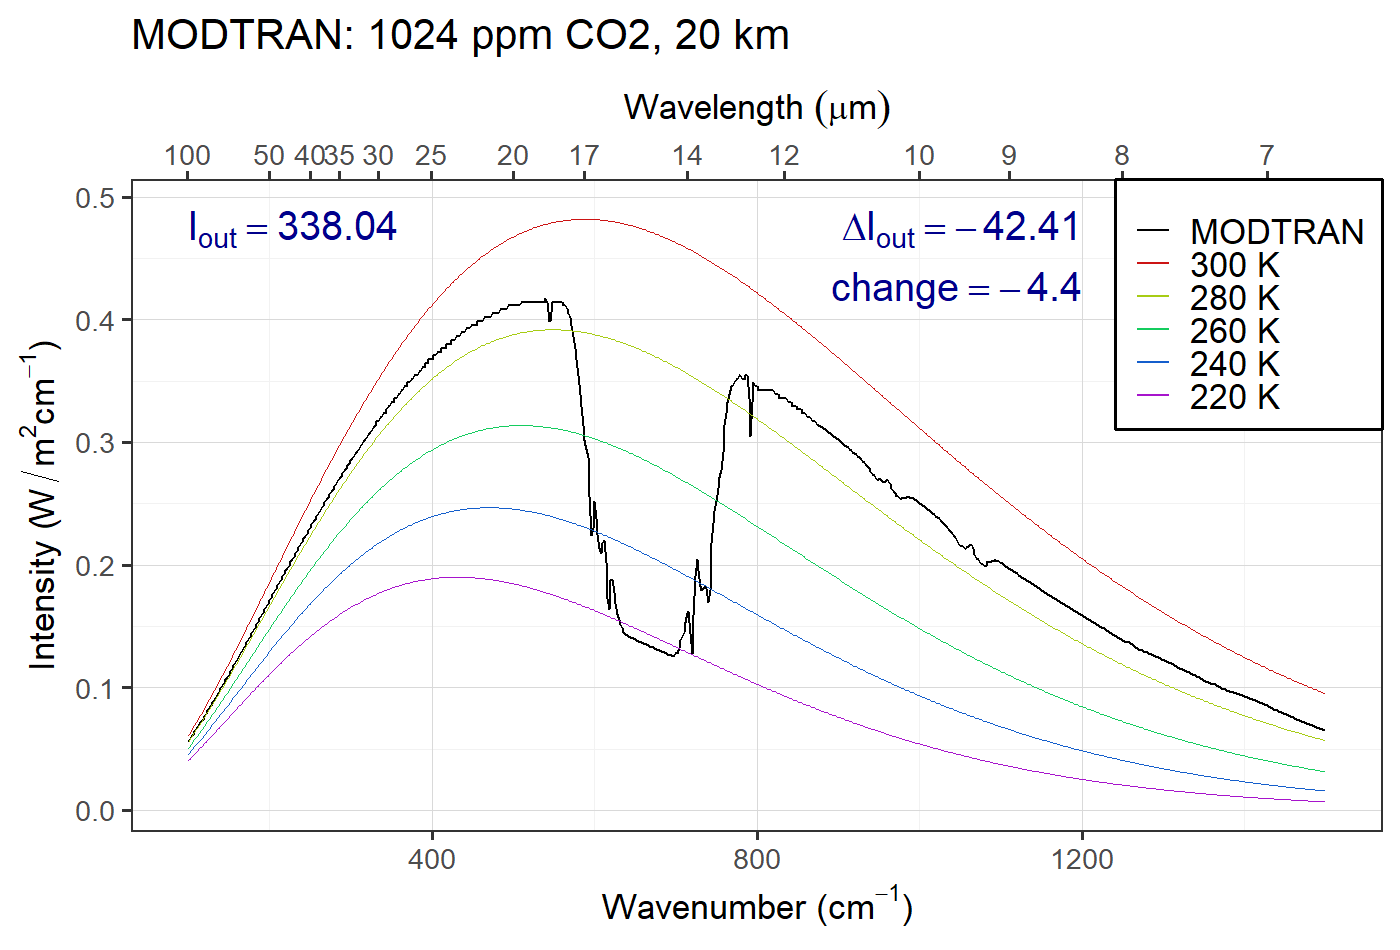 MODTRAN: 1024 ppm CO2, 20 km
Wavelength (μm)
100 50 40 35 30 25 20 17 14 12 10 9 8 7
I_out = 338.04
ΔI_out = − 42.41
change = − 4.4
MODTRAN
300 K
280 K
260 K
240 K
220 K
0.5
0.4
0.3
0.2
0.1
0.0
Intensity (W / m²cm⁻¹)
400 800 1200
Wavenumber (cm⁻¹)